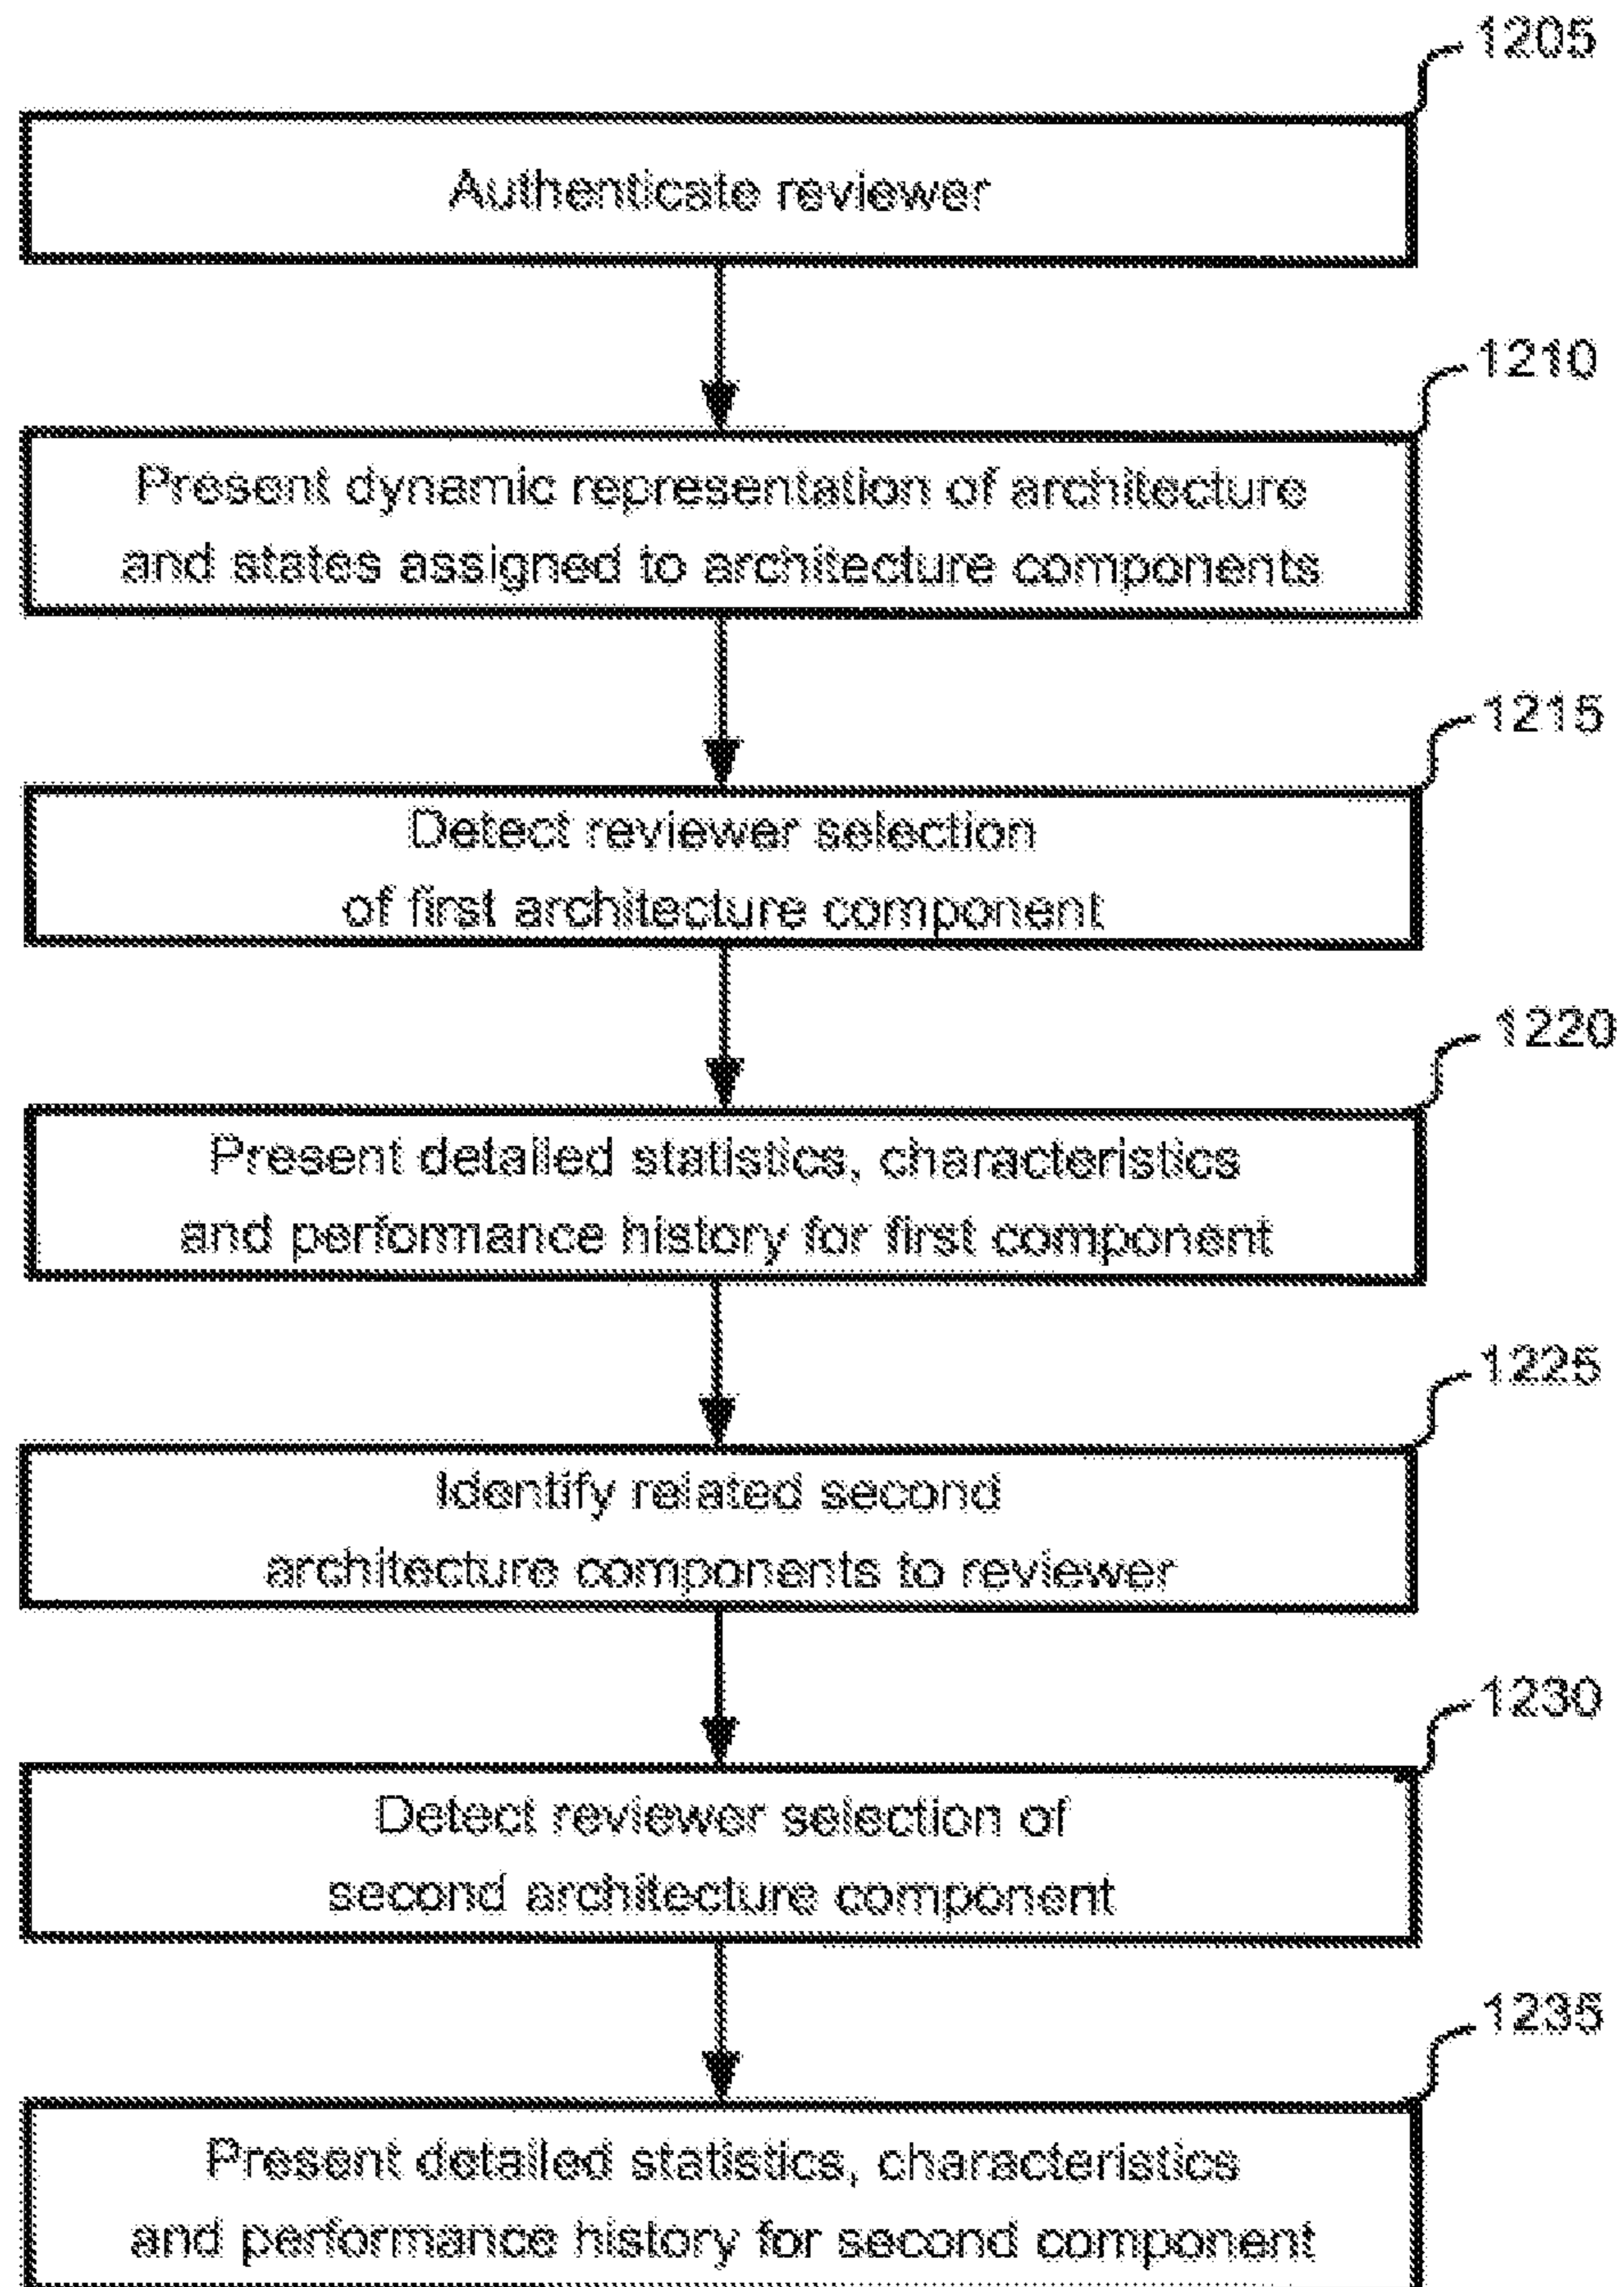 1205
Authenticate reviewer
1210
Present dynamic representation of architecture
and states assigned to architecture components
1215
Detect reviewer selection
of first architecture component
1220
Present detailed statistics, characteristics
and performance history for first component
1225
Identify related second
architecture components to reviewer
1230
Detect reviewer selection of
second architecture component
1235
Present detailed statistics, characteristics
and performance history for second component